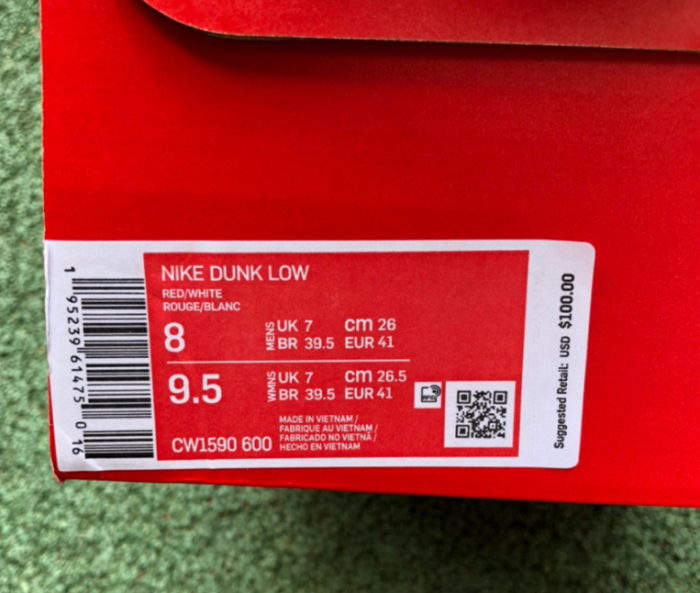 NIKE DUNK LOW
RED/WHITE
ROUGE/BLANC
8 MENS UK 7 cm 26
BR 39.5 EUR 41
9.5 WMNS UK 7 cm 26.5
BR 39.5 EUR 41
MADE IN VIETNAM /
FABRIQUE AU VIETNAM /
FABRICADO NO VIETNÃ /
HECHO EN VIETNAM
CW1590 600
1 95239 61475 0 16
Suggested Retail: USD $100.00